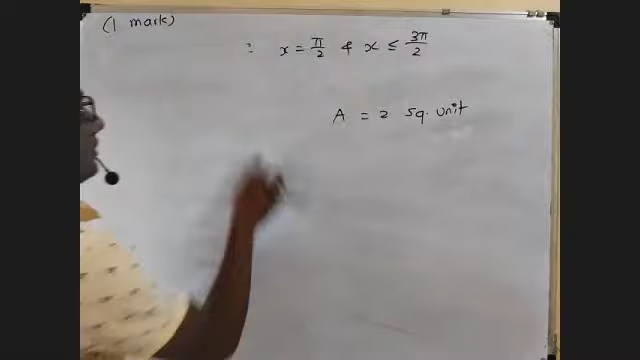 (1 mark)
∴ x = π/2 & x ≤ 3π/2
A = 2 sq. unit